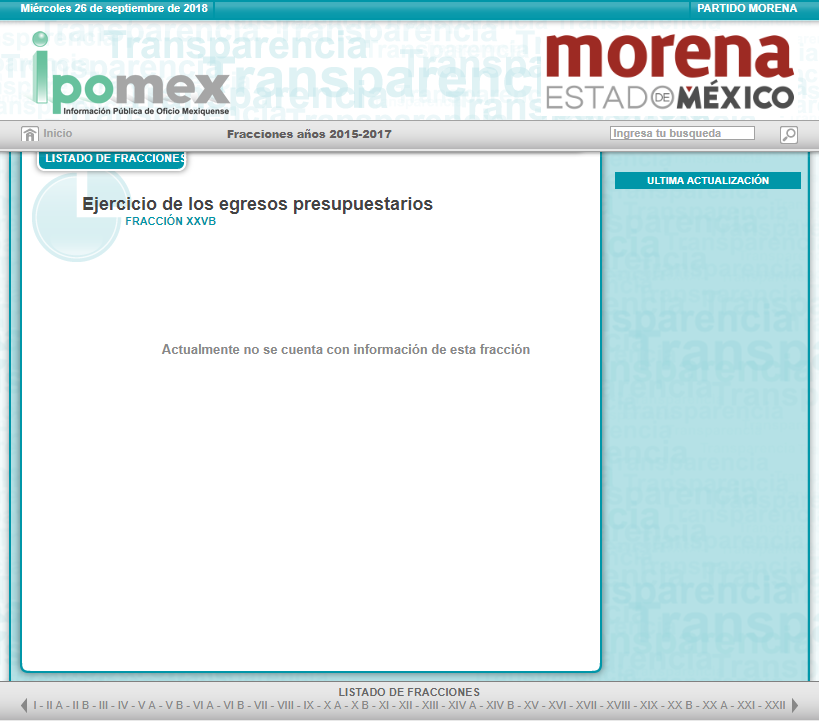 Miércoles 26 de septiembre de 2018
PARTIDO MORENA
ipomex
Información Pública de Oficio Mexiquense
morena
ESTADO DE MÉXICO
Inicio
Fracciones años 2015-2017
Ingresa tu busqueda
LISTADO DE FRACCIONES
ULTIMA ACTUALIZACIÓN
Ejercicio de los egresos presupuestarios
FRACCIÓN XXVB
Actualmente no se cuenta con información de esta fracción
LISTADO DE FRACCIONES
I - II A - II B - III - IV - V A - V B - VI A - VI B - VII - VIII - IX - X A - X B - XI - XII - XIII - XIV A - XIV B - XV - XVI - XVII - XVIII - XIX - XX B - XX A - XXI - XXII